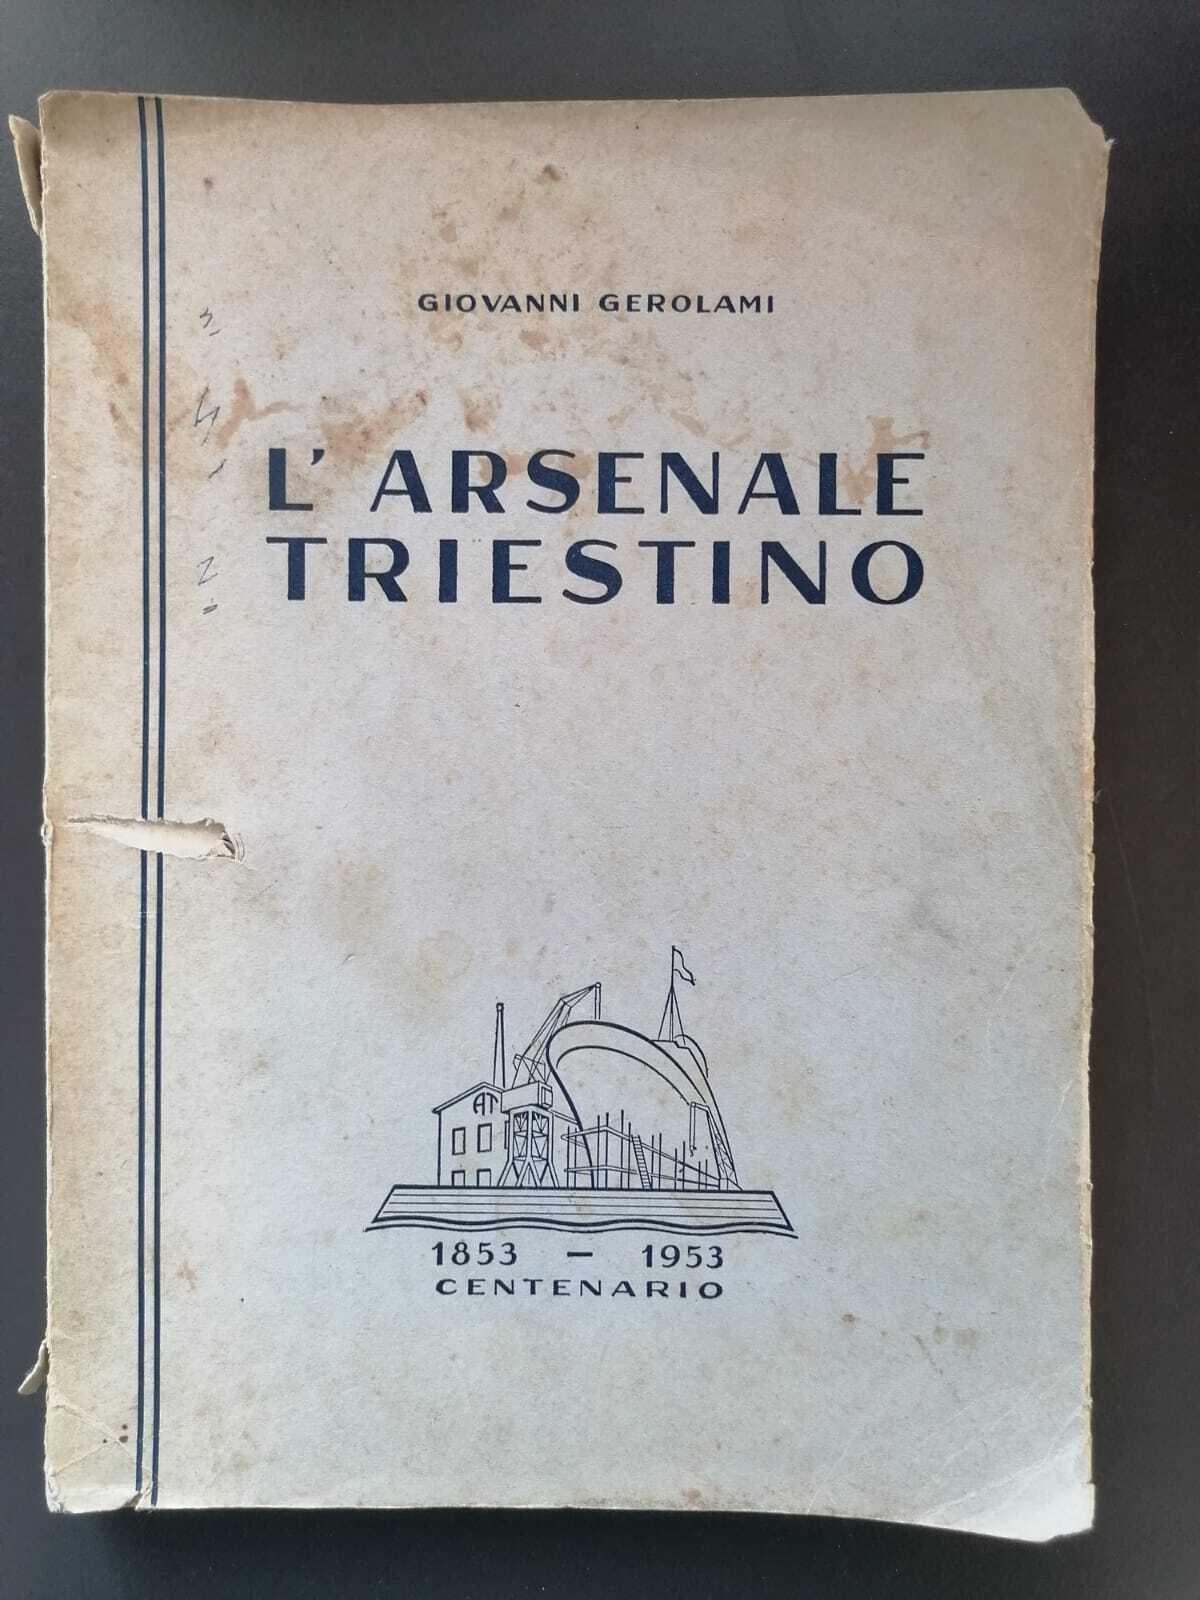 GIOVANNI GEROLAMI
L' ARSENALE
TRIESTINO
AT
1853 — 1953
CENTENARIO